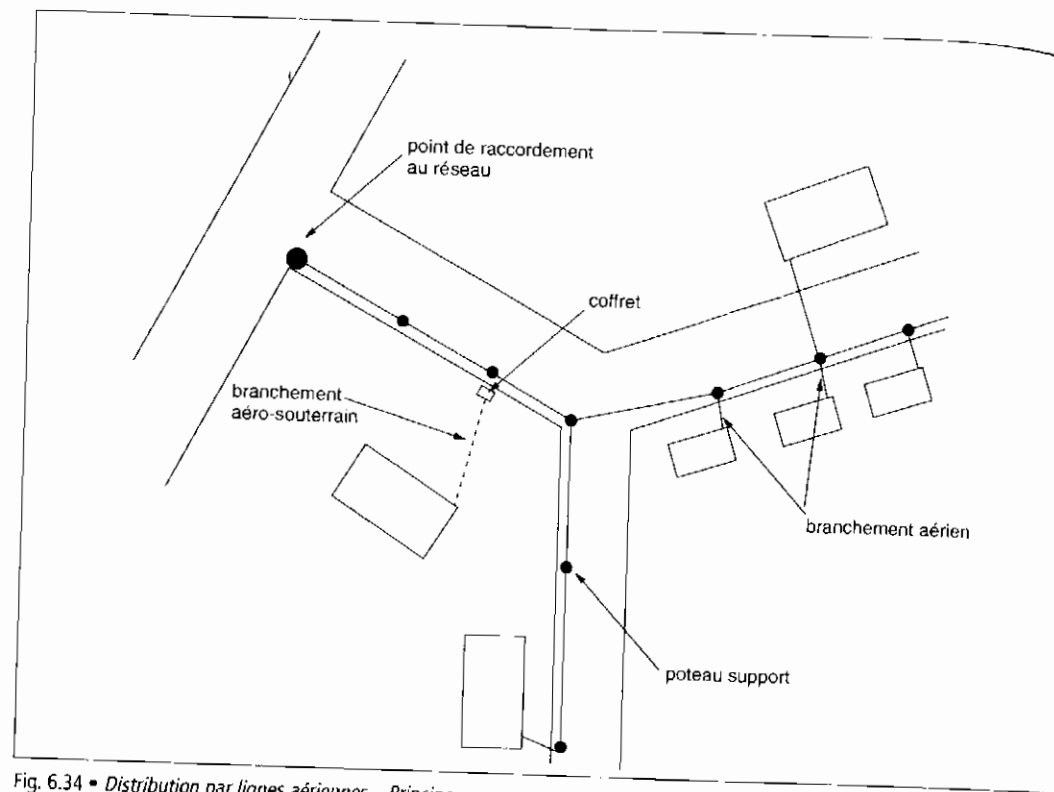 point de raccordement
au réseau
coffret
branchement
aéro-souterrain
branchement aérien
poteau support
Fig. 6.34 • Distribution par lignes aériennes